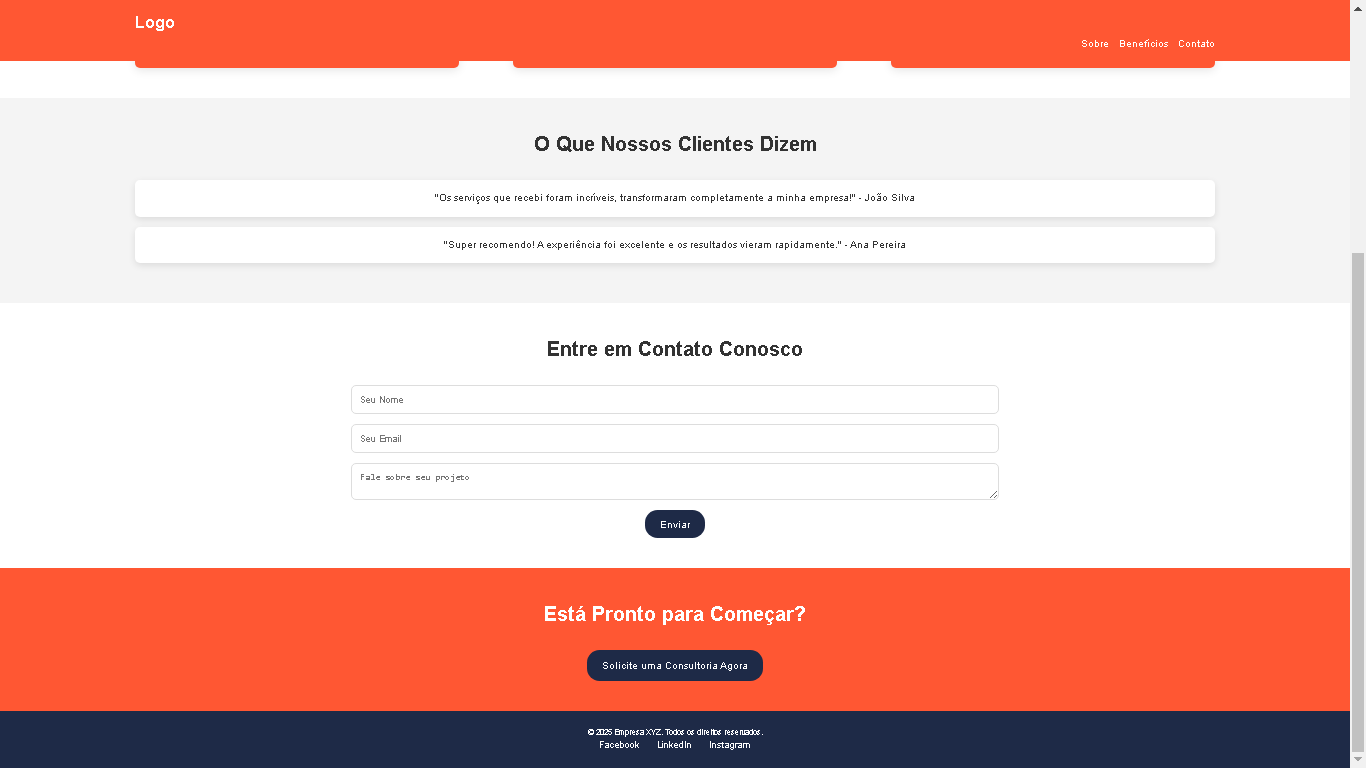 Logo
Sobre Benefícios Contato
O Que Nossos Clientes Dizem
"Os serviços que recebi foram incríveis, transformaram completamente a minha empresa!" - João Silva
"Super recomendo! A experiência foi excelente e os resultados vieram rapidamente." - Ana Pereira
Entre em Contato Conosco
Seu Nome
Seu Email
Fale sobre seu projeto
Enviar
Está Pronto para Começar?
Solicite uma Consultoria Agora
© 2025 Empresa XYZ. Todos os direitos reservados.
Facebook LinkedIn Instagram